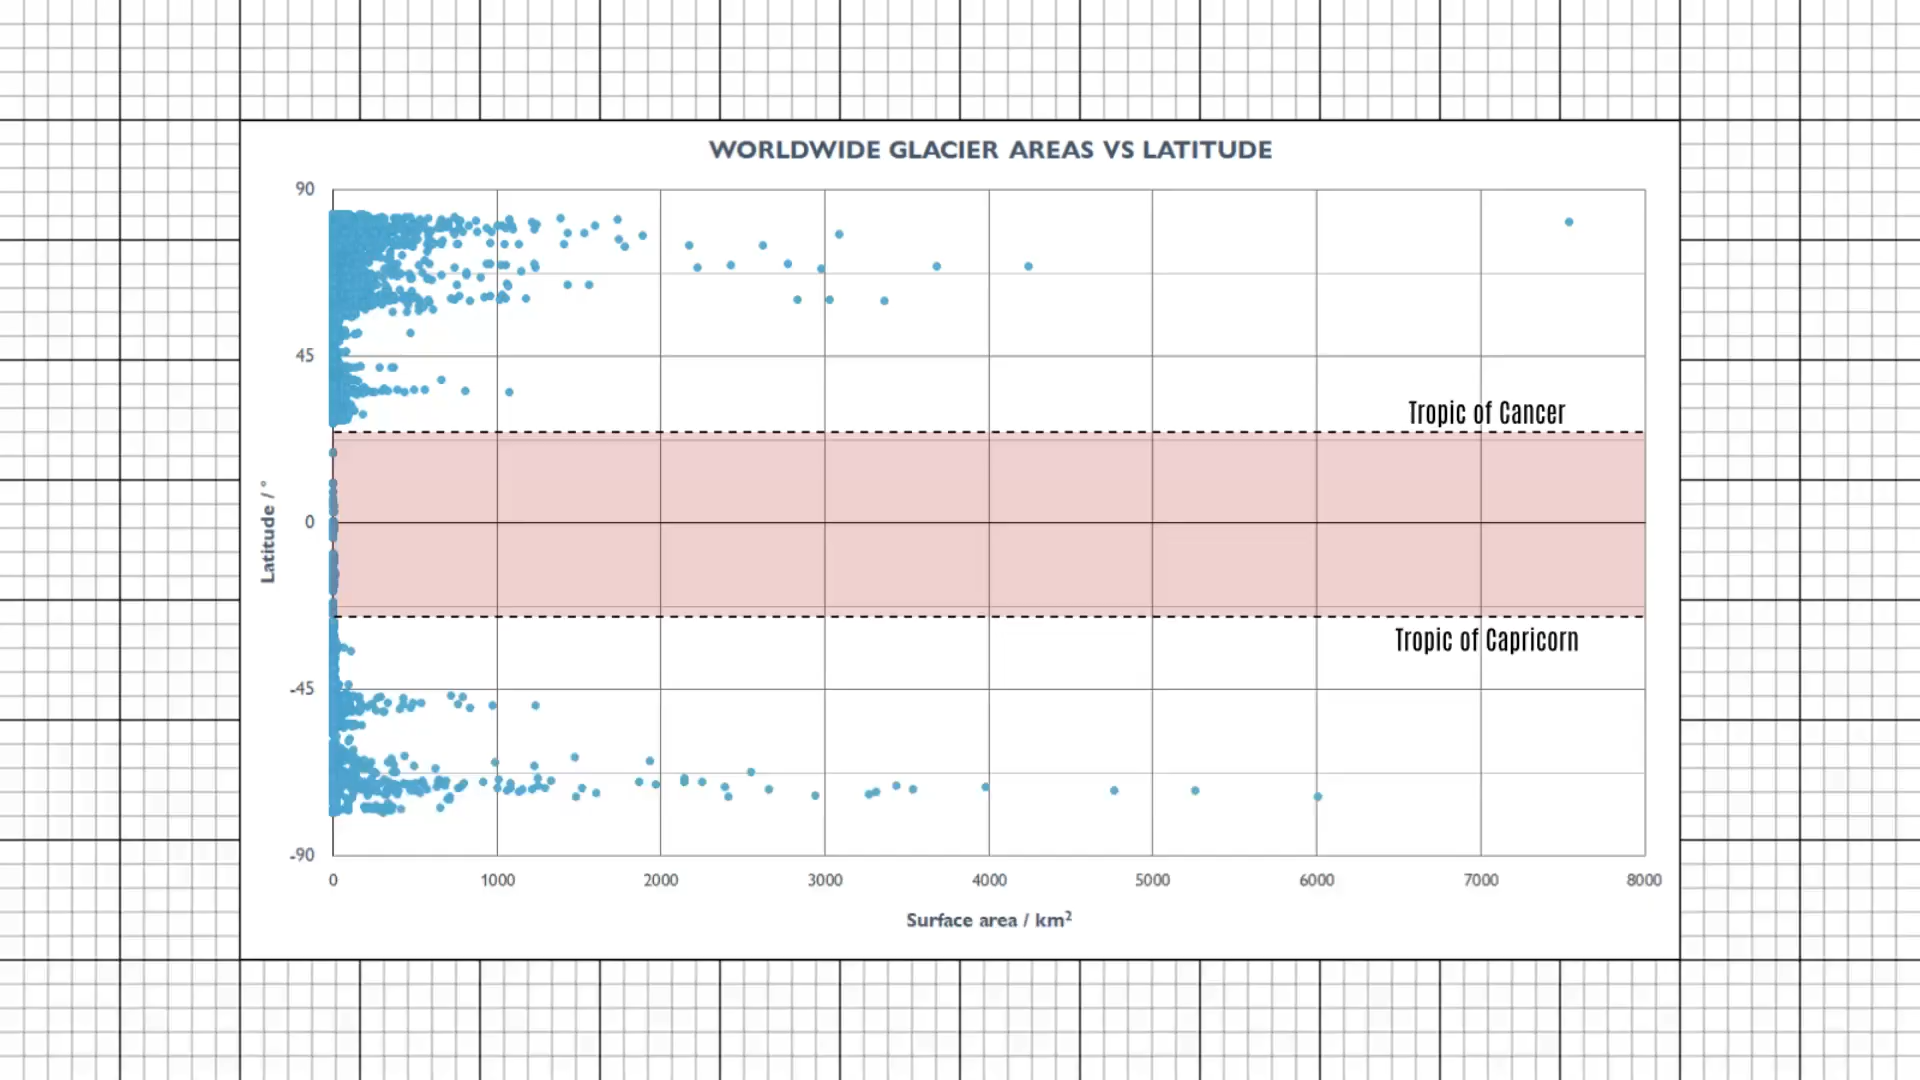 WORLDWIDE GLACIER AREAS VS LATITUDE
90
45
Tropic of Cancer
Latitude / °
0
Tropic of Capricorn
-45
-90
0 1000 2000 3000 4000 5000 6000 7000 8000
Surface area / km²